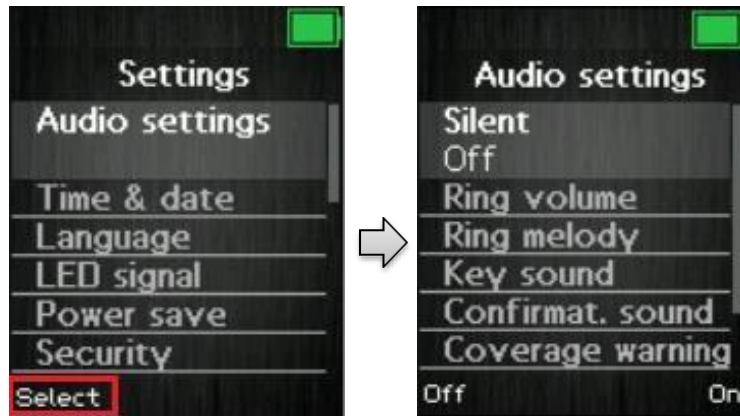 Settings
Audio settings
Time & date
Language
LED signal
Power save
Security
Select
Audio settings
Silent
Off
Ring volume
Ring melody
Key sound
Confirmat. sound
Coverage warning
Off On